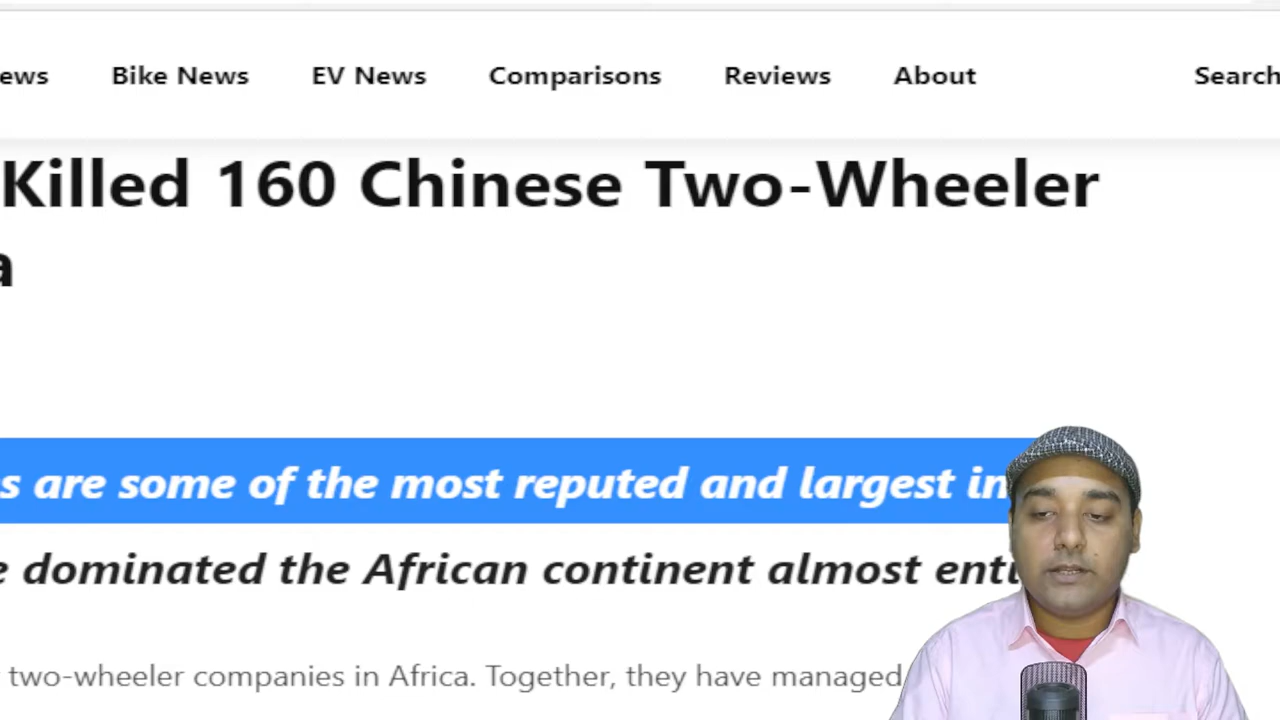 ews Bike News EV News Comparisons Reviews About Search
Killed 160 Chinese Two-Wheeler
a
s are some of the most reputed and largest in
e dominated the African continent almost enti
two-wheeler companies in Africa. Together, they have managed